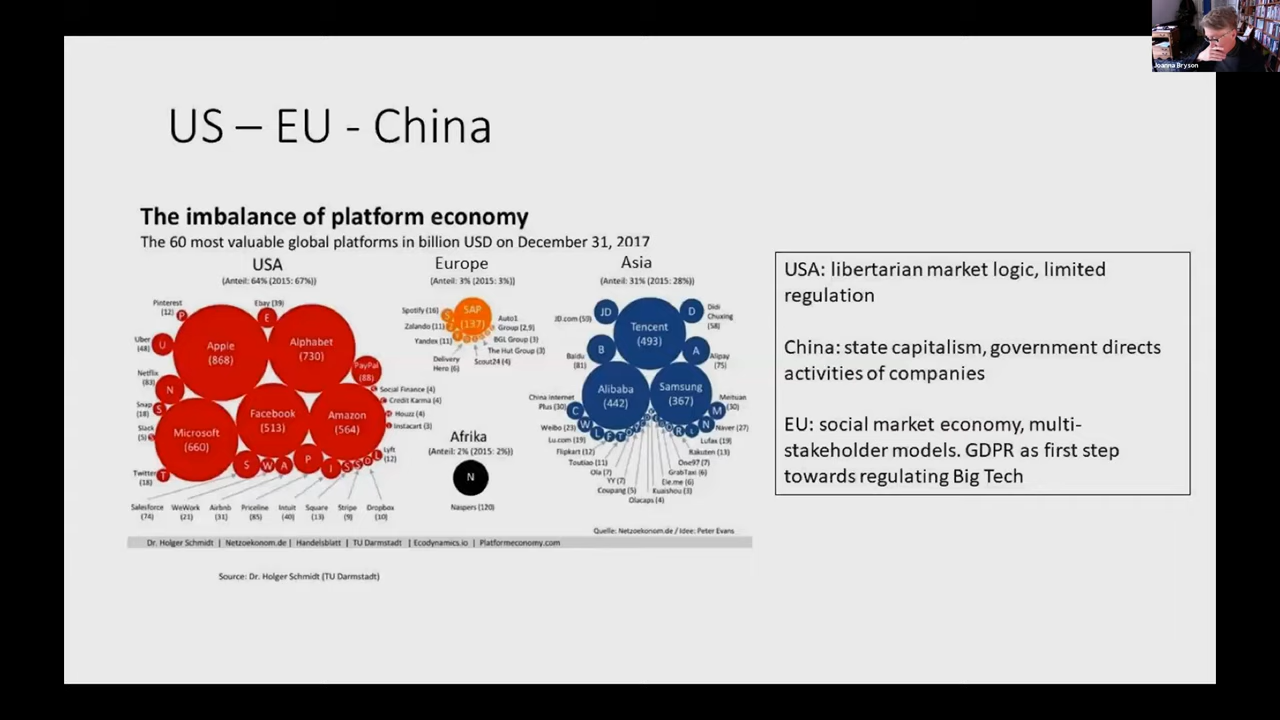 Joanna Bryson
US – EU - China
The imbalance of platform economy
The 60 most valuable global platforms in billion USD on December 31, 2017
USA
(Anteil: 64% (2015: 67%))
Pinterest
(12)
P
Ebay (39)
E
Uber
(48)
U
Apple
(868)
Alphabet
(730)
Netflix
(83)
N
PayPal
(88)
Social Finance (4)
Credit Karma (4)
Houzz (4)
Instacart (3)
Snap
(18)
S
Slack
(5)
Facebook
(513)
Amazon
(564)
Microsoft
(660)
Twitter
(18)
T
S
W
A
P
I
S
S
D
L
Lyft
(12)
Salesforce
(74)
WeWork
(21)
Airbnb
(31)
Priceline
(85)
Intuit
(40)
Square
(13)
Stripe
(9)
Dropbox
(10)
Europe
(Anteil: 3% (2015: 3%))
Spotify (16)
S
SAP
(137)
Zalando (11)
Z
Yandex (11)
Auto1
Group (2,9)
BGL Group (3)
The Hut Group (3)
Scout24 (4)
Delivery
Hero (6)
Afrika
(Anteil: 2% (2015: 2%))
N
Naspers (120)
Asia
(Anteil: 31% (2015: 28%))
JD.com (59)
JD
Tencent
(493)
D
Didi
Chuxing
(58)
Baidu
(81)
B
A
Alipay
(75)
Alibaba
(442)
Samsung
(367)
China Internet
Plus (30)
C
M
Meituan
(30)
Weibo (23)
W
N
Naver (27)
Lu.com (19)
L
F
T
R
L
Lufax (19)
Flipkart (12)
Rakuten (13)
Toutiao (11)
One97 (7)
Ola (7)
GrabTaxi (6)
YY (7)
Ele.me (6)
Coupang (5)
Kuaishou (3)
Olacaps (4)
Quelle: Netzoekonom.de / Idee: Peter Evans
Dr. Holger Schmidt | Netzoekonom.de | Handelsblatt | TU Darmstadt | Ecodynamics.io | Platformeconomy.com
Source: Dr. Holger Schmidt (TU Darmstadt)
USA: libertarian market logic, limited
regulation
China: state capitalism, government directs
activities of companies
EU: social market economy, multi-
stakeholder models. GDPR as first step
towards regulating Big Tech